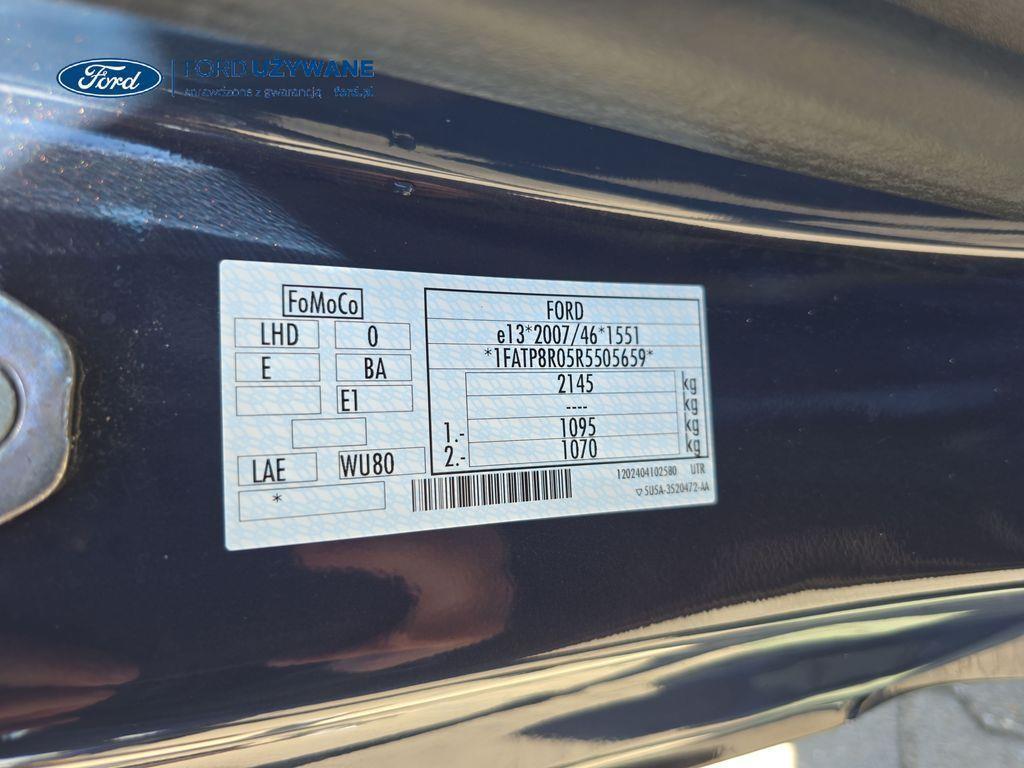 Ford
FORD UŻYWANE
sprawdzone z gwarancją ford.pl
FoMoCo
LHD 0
E BA
E1
LAE WU80
*
FORD
e13*2007/46*1551
*1FATP8R05R5505659*
2145 kg
---- kg
1.- 1095 kg
2.- 1070 kg
1202404102580 UTR
SU5A-3520472-AA